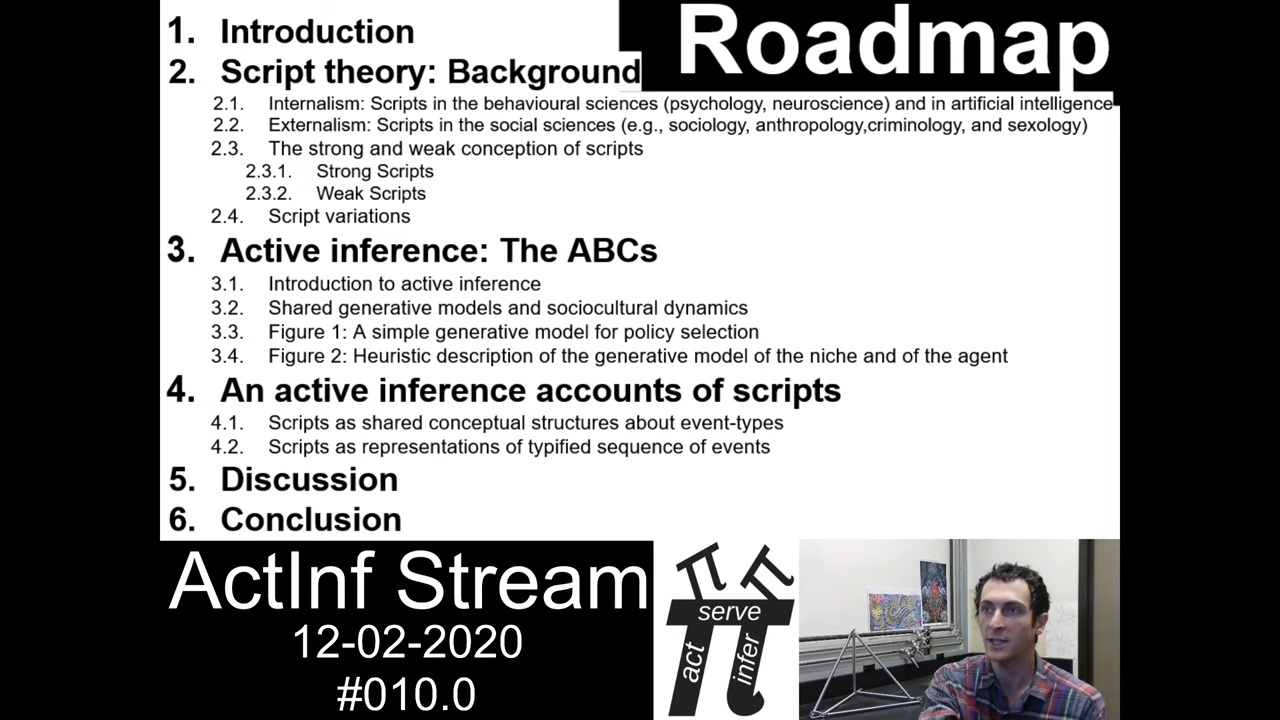 Roadmap
1. Introduction
2. Script theory: Background
2.1. Internalism: Scripts in the behavioural sciences (psychology, neuroscience) and in artificial intelligence
2.2. Externalism: Scripts in the social sciences (e.g., sociology, anthropology,criminology, and sexology)
2.3. The strong and weak conception of scripts
2.3.1. Strong Scripts
2.3.2. Weak Scripts
2.4. Script variations
3. Active inference: The ABCs
3.1. Introduction to active inference
3.2. Shared generative models and sociocultural dynamics
3.3. Figure 1: A simple generative model for policy selection
3.4. Figure 2: Heuristic description of the generative model of the niche and of the agent
4. An active inference accounts of scripts
4.1. Scripts as shared conceptual structures about event-types
4.2. Scripts as representations of typified sequence of events
5. Discussion
6. Conclusion
ActInf Stream
12-02-2020
#010.0
serve
act
infer